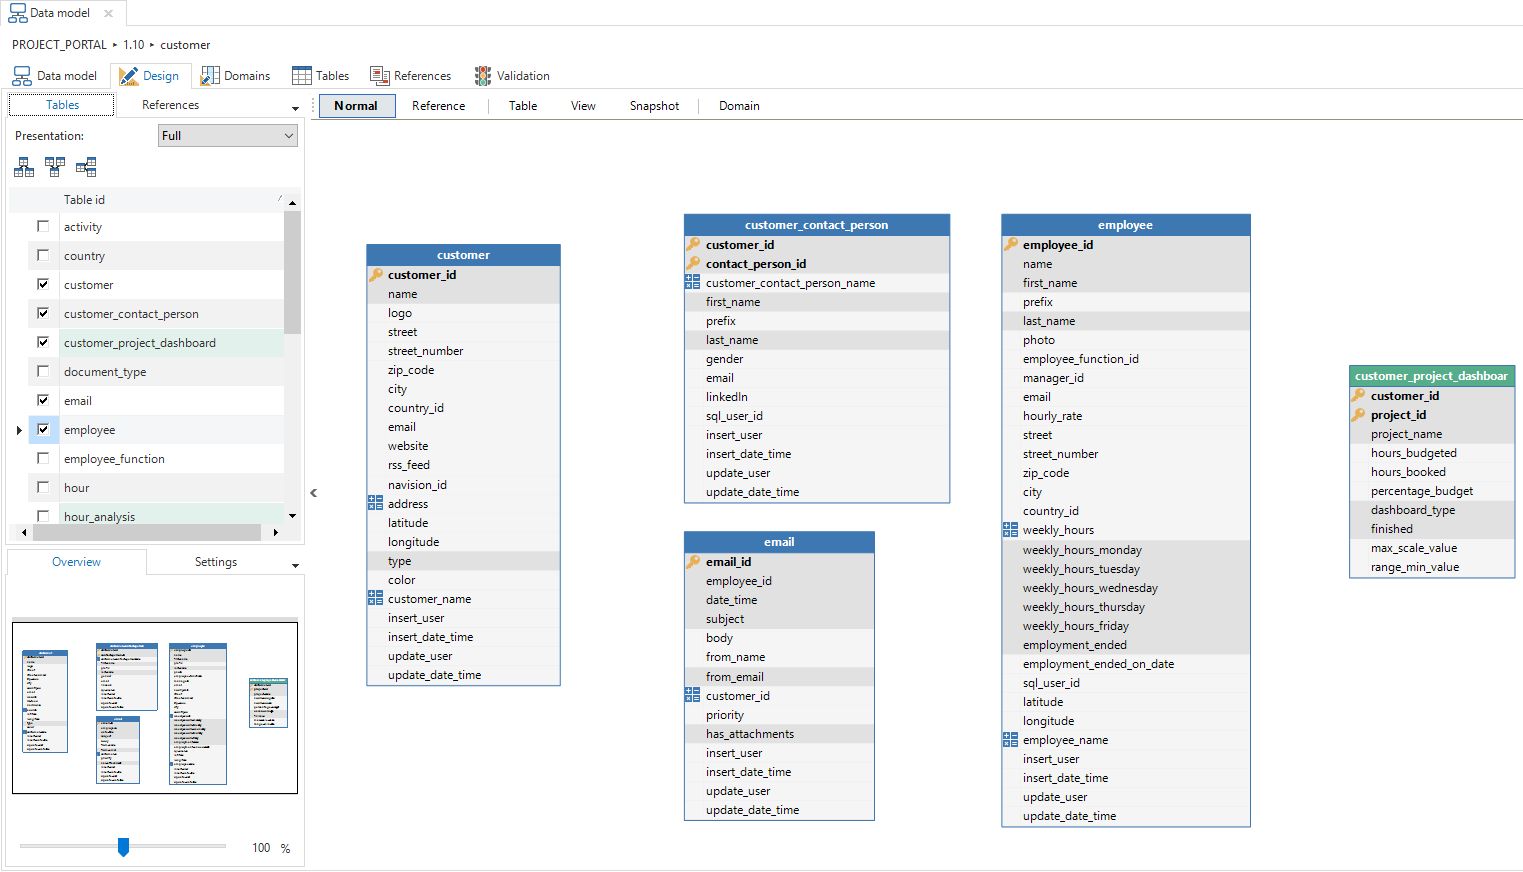 Data model
PROJECT_PORTAL ▸ 1.10 ▸ customer
Data model
Design
Domains
Tables
References
Validation
Tables
References
Normal
Reference
Table
View
Snapshot
Domain
Presentation:
Full
Table id
activity
country
customer
customer_contact_person
customer_project_dashboard
document_type
email
employee
employee_function
hour
hour_analysis
Overview
Settings
100 %
customer
customer_id
name
logo
street
street_number
zip_code
city
country_id
email
website
rss_feed
navision_id
address
latitude
longitude
type
color
customer_name
insert_user
insert_date_time
update_user
update_date_time
customer_contact_person
customer_id
contact_person_id
customer_contact_person_name
first_name
prefix
last_name
gender
email
linkedIn
sql_user_id
insert_user
insert_date_time
update_user
update_date_time
email
email_id
employee_id
date_time
subject
body
from_name
from_email
customer_id
priority
has_attachments
insert_user
insert_date_time
update_user
update_date_time
employee
employee_id
name
first_name
prefix
last_name
photo
employee_function_id
manager_id
email
hourly_rate
street
street_number
zip_code
city
country_id
weekly_hours
weekly_hours_monday
weekly_hours_tuesday
weekly_hours_wednesday
weekly_hours_thursday
weekly_hours_friday
employment_ended
employment_ended_on_date
sql_user_id
latitude
longitude
employee_name
insert_user
insert_date_time
update_user
update_date_time
customer_project_dashboar
customer_id
project_id
project_name
hours_budgeted
hours_booked
percentage_budget
dashboard_type
finished
max_scale_value
range_min_value